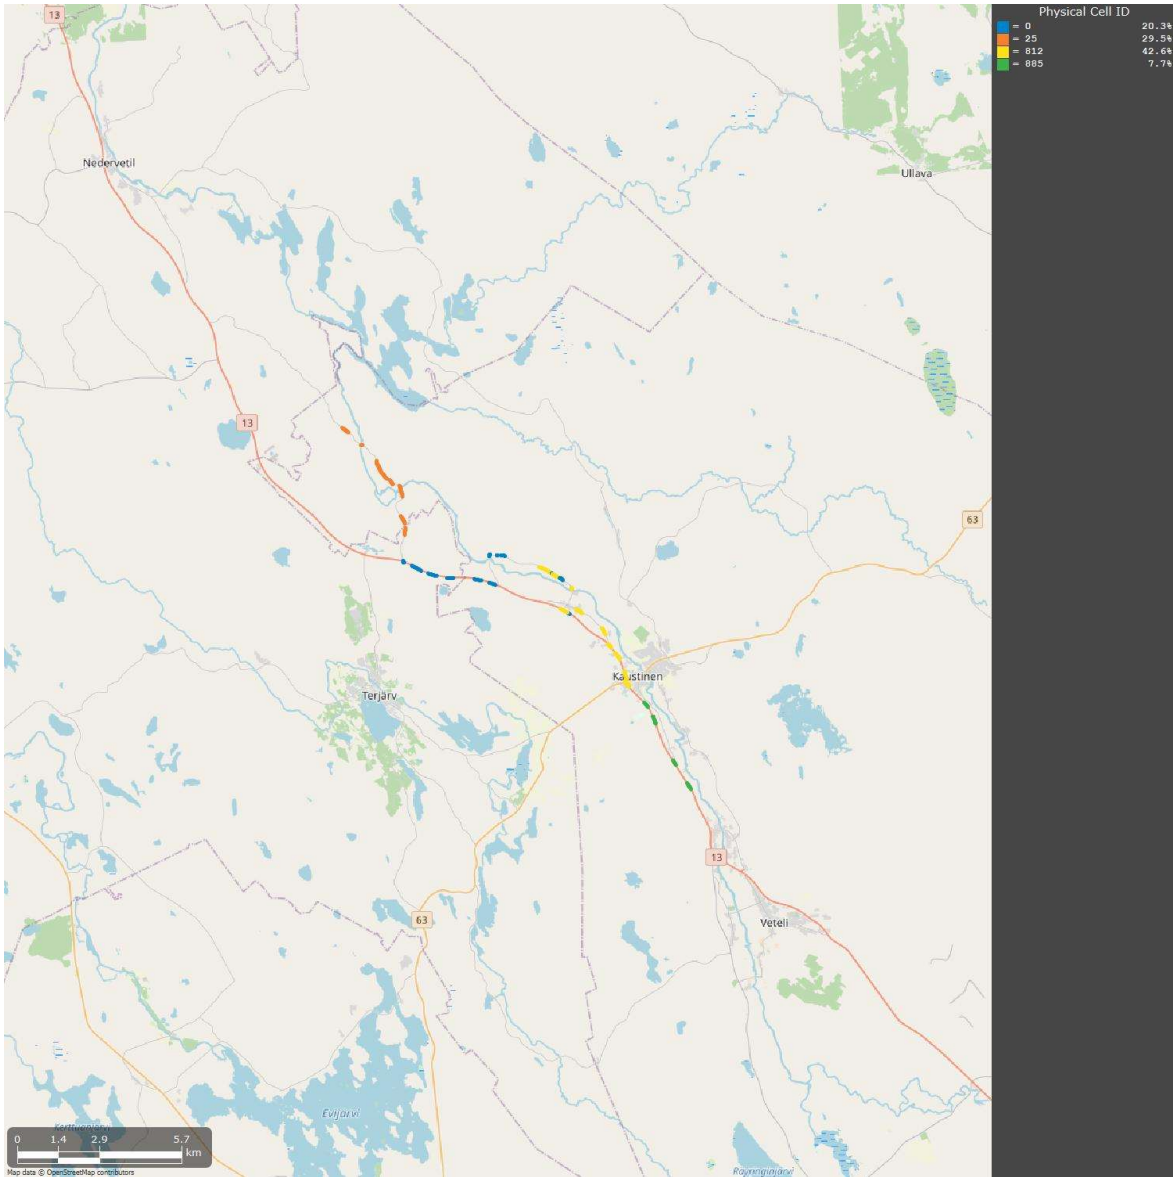 Physical Cell ID
= 0 20.3%
= 25 29.5%
= 812 42.6%
= 885 7.7%
13
Nedervetil
Ullava
13
63
Kaustinen
Terjärv
13
63
Veteli
Evijärvi
Kerttuanjärvi
Räyringinjärvi
0 1.4 2.9 5.7
km
Map data © OpenStreetMap contributors